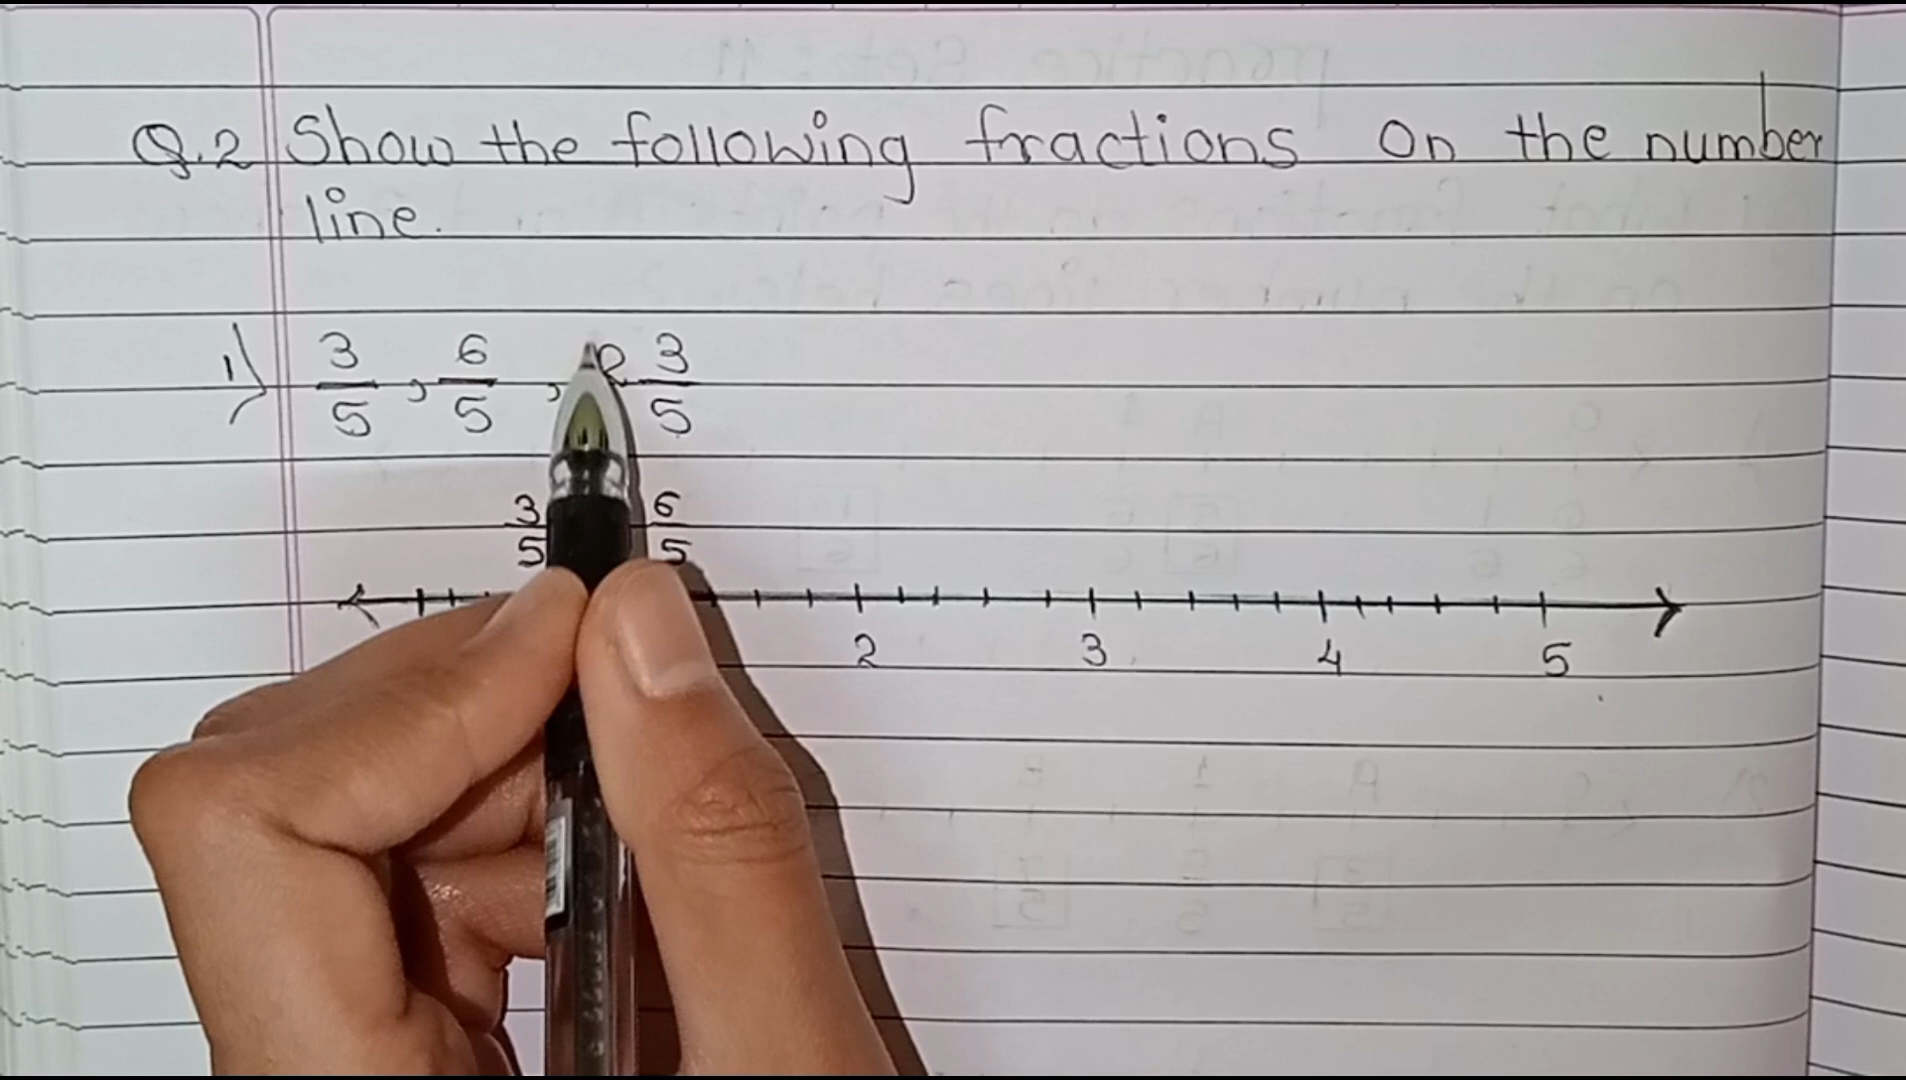 Q.2 Show the following fractions on the number
line.
1) 3/5 , 6/5 , 2 3/5
3/5 6/5
2 3 4 5